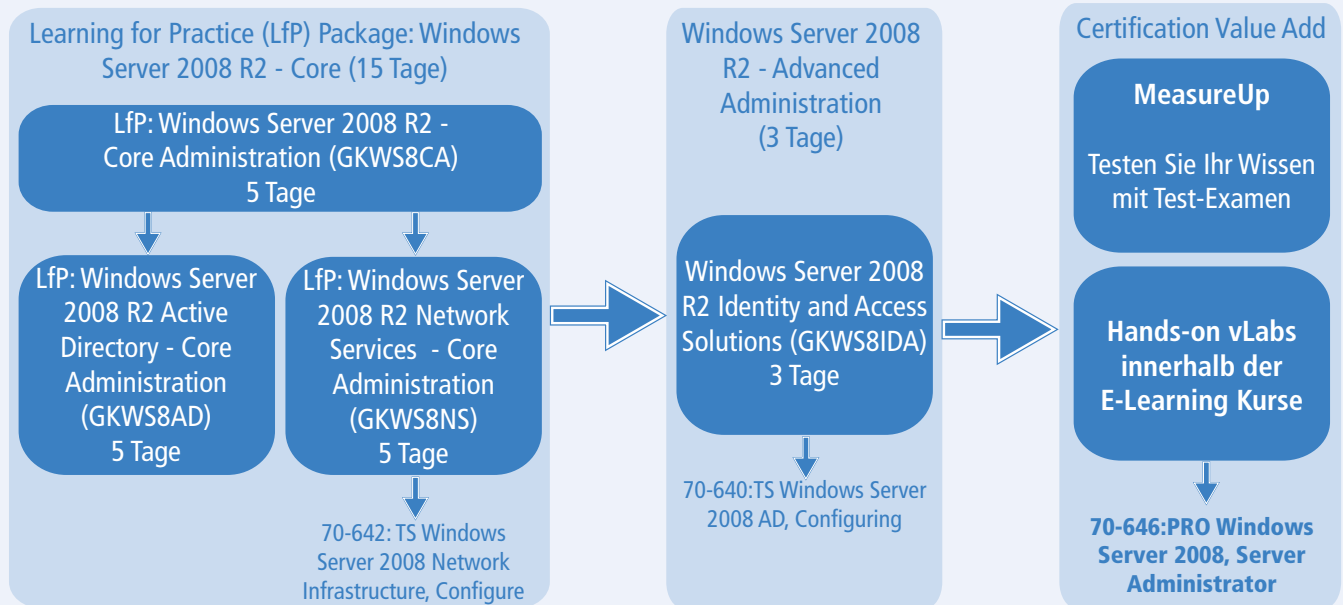 Learning for Practice (LfP) Package: Windows
Server 2008 R2 - Core (15 Tage)
LfP: Windows Server 2008 R2 -
Core Administration (GKWS8CA)
5 Tage
LfP: Windows Server
2008 R2 Active
Directory - Core
Administration
(GKWS8AD)
5 Tage
LfP: Windows Server
2008 R2 Network
Services - Core
Administration
(GKWS8NS)
5 Tage
70-642: TS Windows
Server 2008 Network
Infrastructure, Configure
Windows Server 2008
R2 - Advanced
Administration
(3 Tage)
Windows Server 2008
R2 Identity and Access
Solutions (GKWS8IDA)
3 Tage
70-640:TS Windows Server
2008 AD, Configuring
Certification Value Add
MeasureUp
Testen Sie Ihr Wissen
mit Test-Examen
Hands-on vLabs
innerhalb der
E-Learning Kurse
70-646:PRO Windows
Server 2008, Server
Administrator